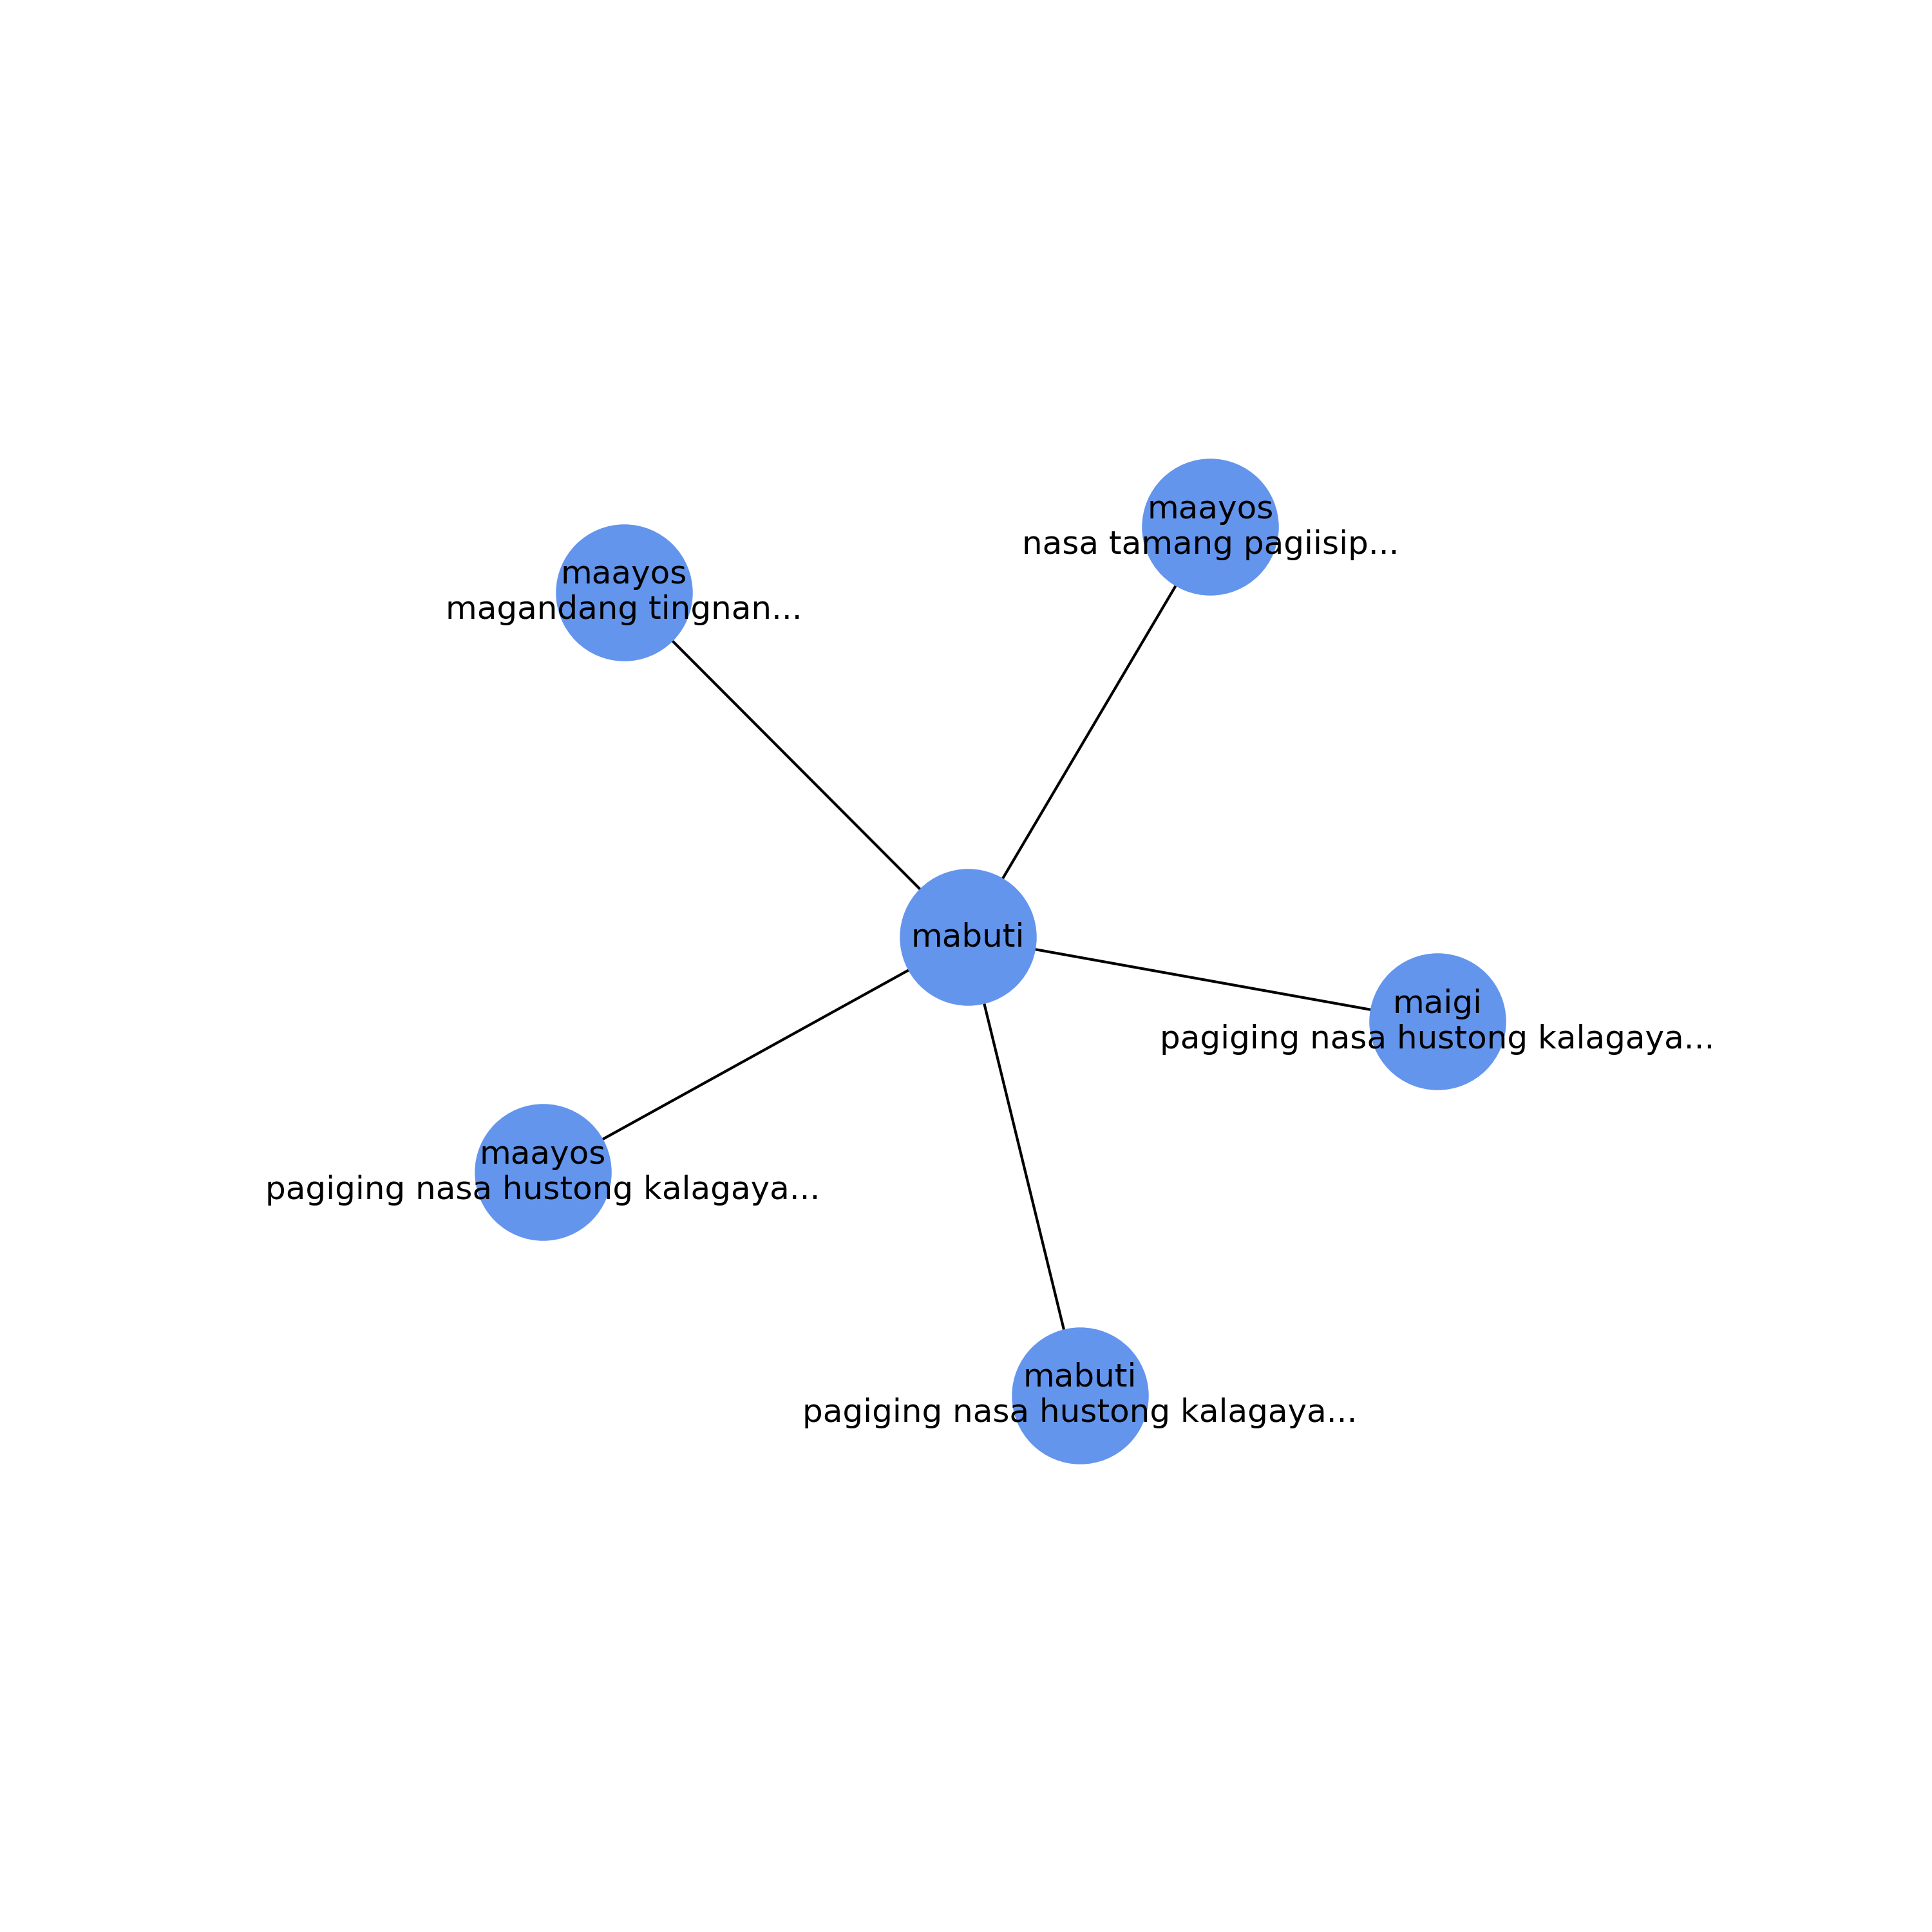 maayos
nasa tamang pagiisip...
maayos
magandang tingnan...
mabuti
maigi
pagiging nasa hustong kalagaya...
maayos
pagiging nasa hustong kalagaya...
mabuti
pagiging nasa hustong kalagaya...